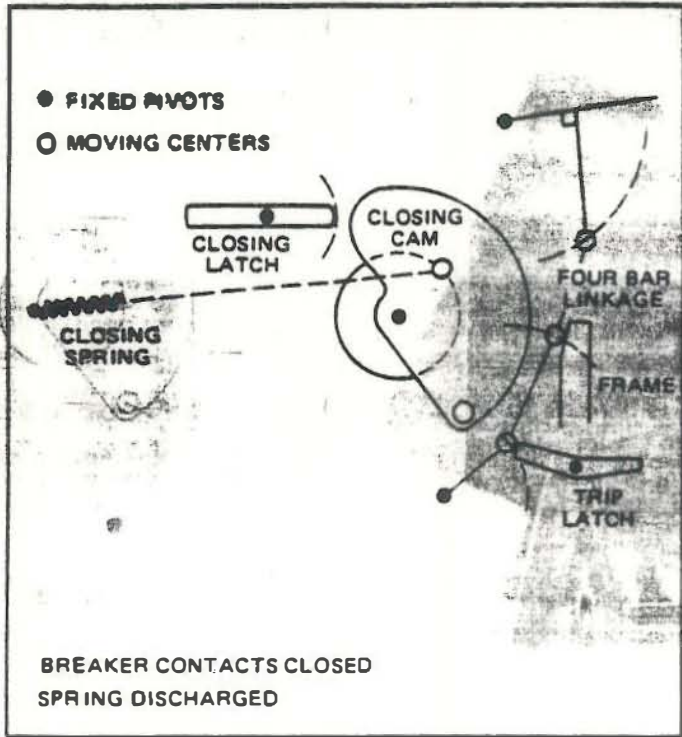 FIXED PIVOTS
MOVING CENTERS
CLOSING
LATCH
CLOSING
CAM
FOUR BAR
LINKAGE
CLOSING
SPRING
FRAME
TRIP
LATCH
BREAKER CONTACTS CLOSED
SPRING DISCHARGED